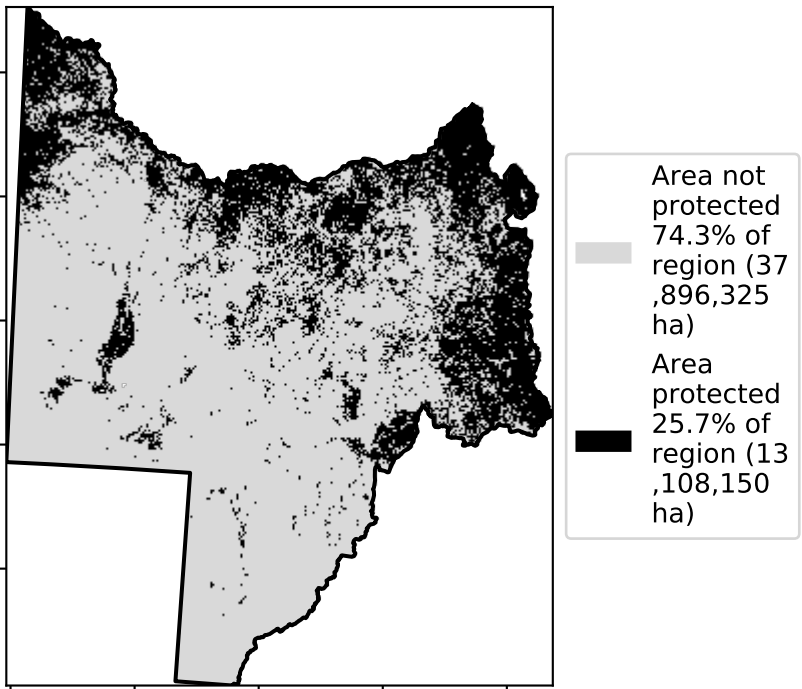 Area not
protected
74.3% of
region (37
,896,325
ha)
Area
protected
25.7% of
region (13
,108,150
ha)